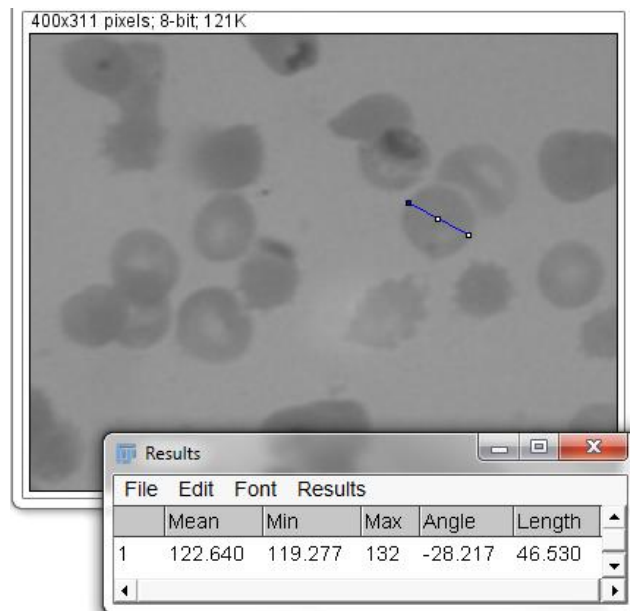 400x311 pixels; 8-bit; 121K
Results
File Edit Font Results
Mean Min Max Angle Length
1 122.640 119.277 132 -28.217 46.530